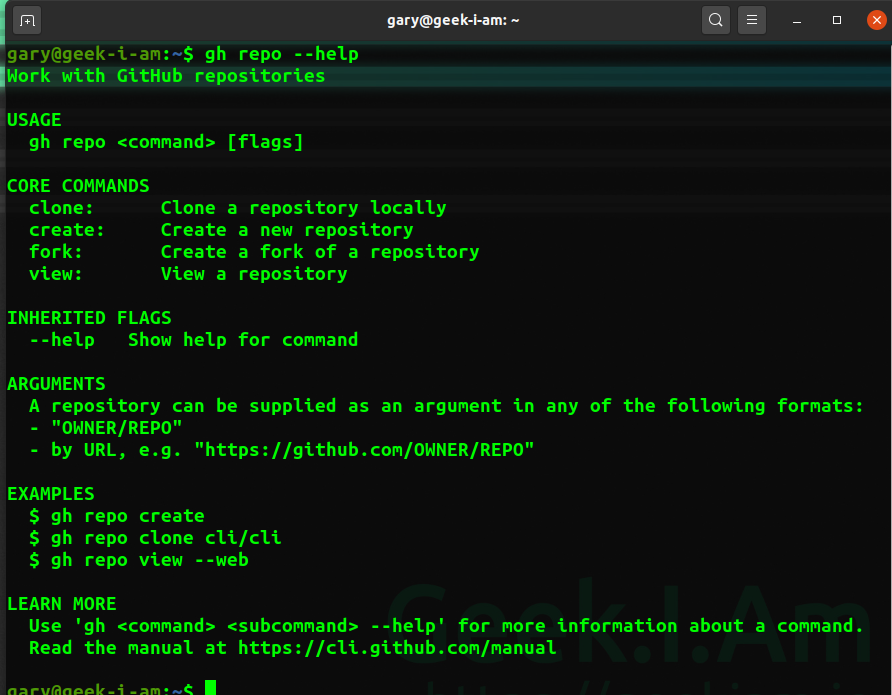 gary@geek-i-am: ~
gary@geek-i-am:~$ gh repo --help
Work with GitHub repositories
USAGE
gh repo <command> [flags]
CORE COMMANDS
clone: Clone a repository locally
create: Create a new repository
fork: Create a fork of a repository
view: View a repository
INHERITED FLAGS
--help Show help for command
ARGUMENTS
A repository can be supplied as an argument in any of the following formats:
- "OWNER/REPO"
- by URL, e.g. "https://github.com/OWNER/REPO"
EXAMPLES
$ gh repo create
$ gh repo clone cli/cli
$ gh repo view --web
LEARN MORE
Use 'gh <command> <subcommand> --help' for more information about a command.
Read the manual at https://cli.github.com/manual
Geek.I.Am
gary@geek-i-am:~$